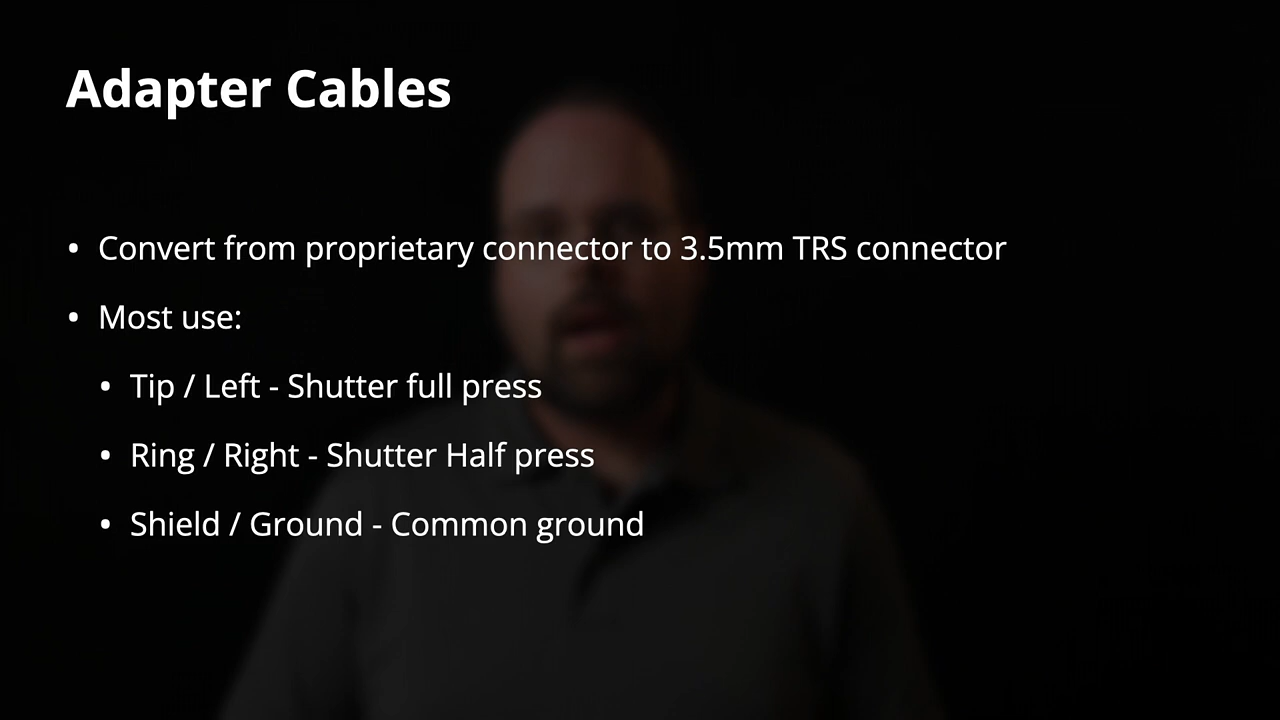 Adapter Cables
• Convert from proprietary connector to 3.5mm TRS connector
• Most use:
• Tip / Left - Shutter full press
• Ring / Right - Shutter Half press
• Shield / Ground - Common ground